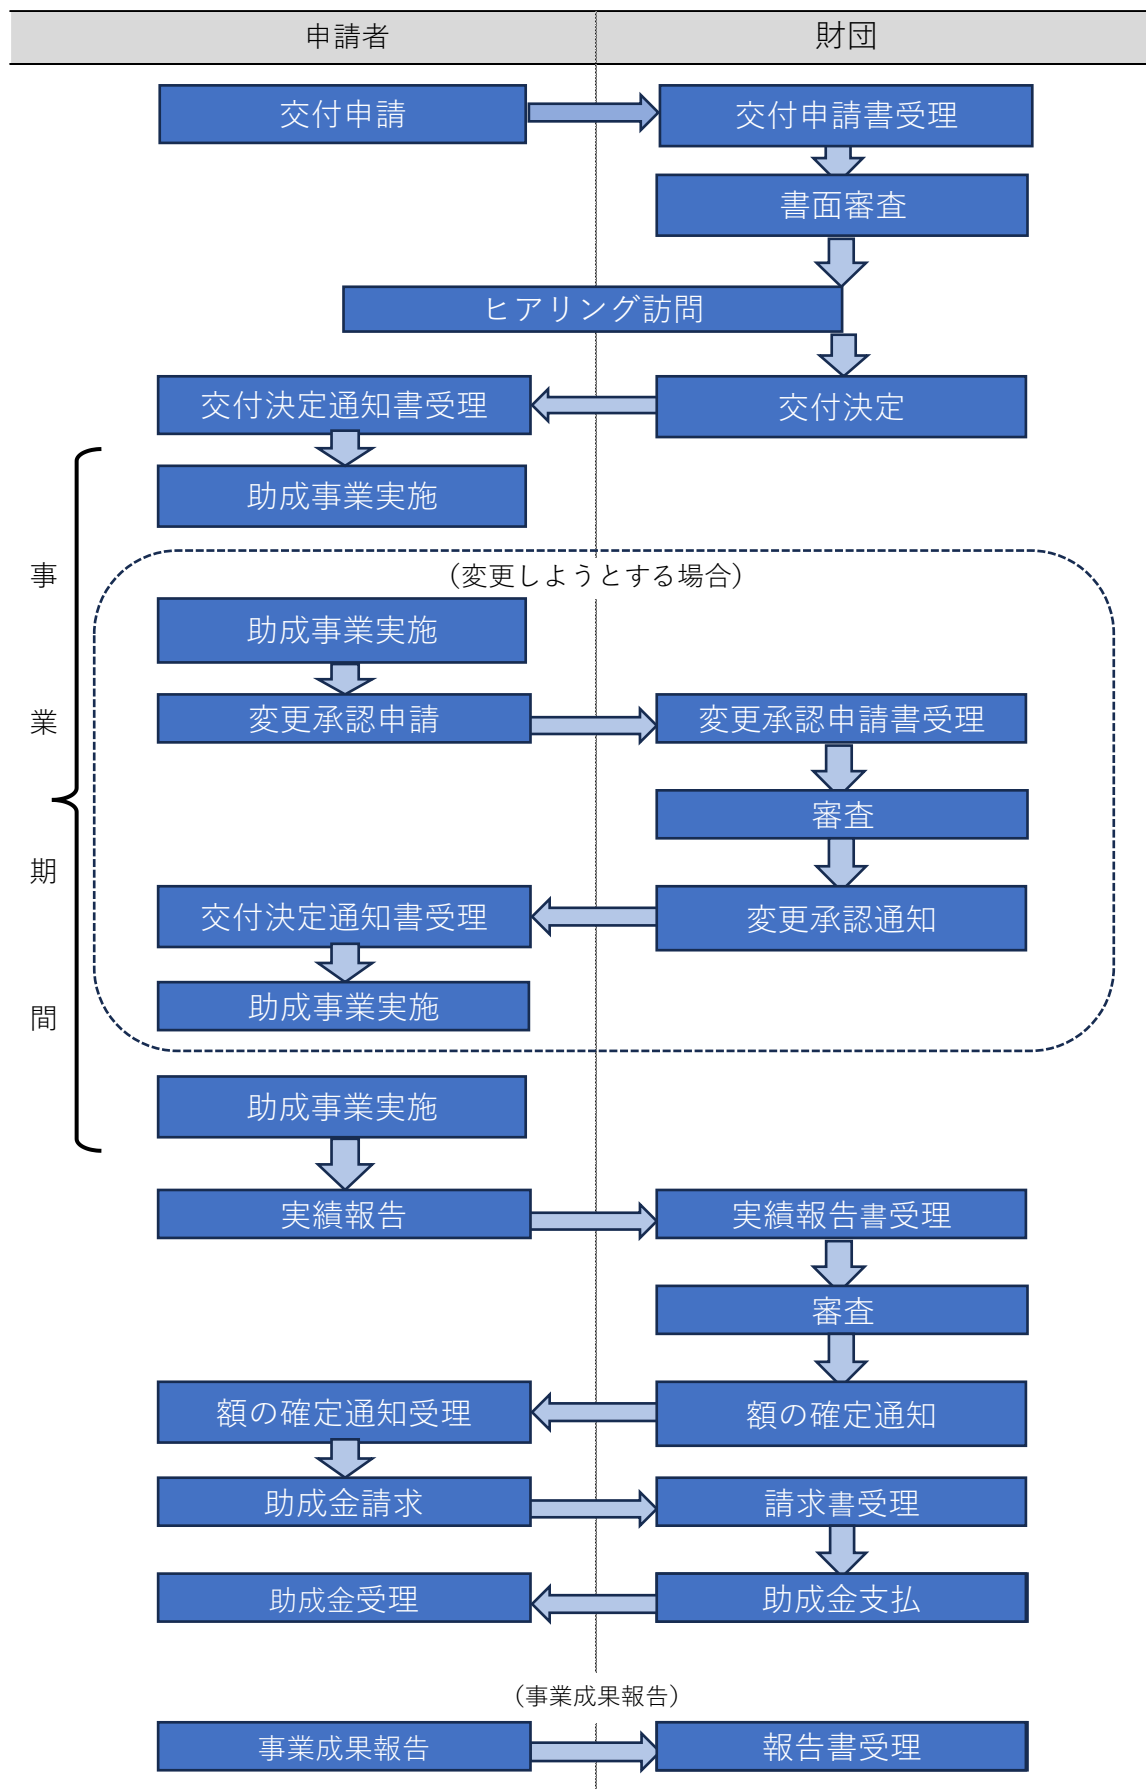 申請者
財団
交付申請
交付申請書受理
書面審査
ヒアリング訪問
交付決定通知書受理
交付決定
助成事業実施
事業期間
（変更しようとする場合）
助成事業実施
変更承認申請
変更承認申請書受理
審査
交付決定通知書受理
変更承認通知
助成事業実施
助成事業実施
実績報告
実績報告書受理
審査
額の確定通知受理
額の確定通知
助成金請求
請求書受理
助成金受理
助成金支払
（事業成果報告）
事業成果報告
報告書受理